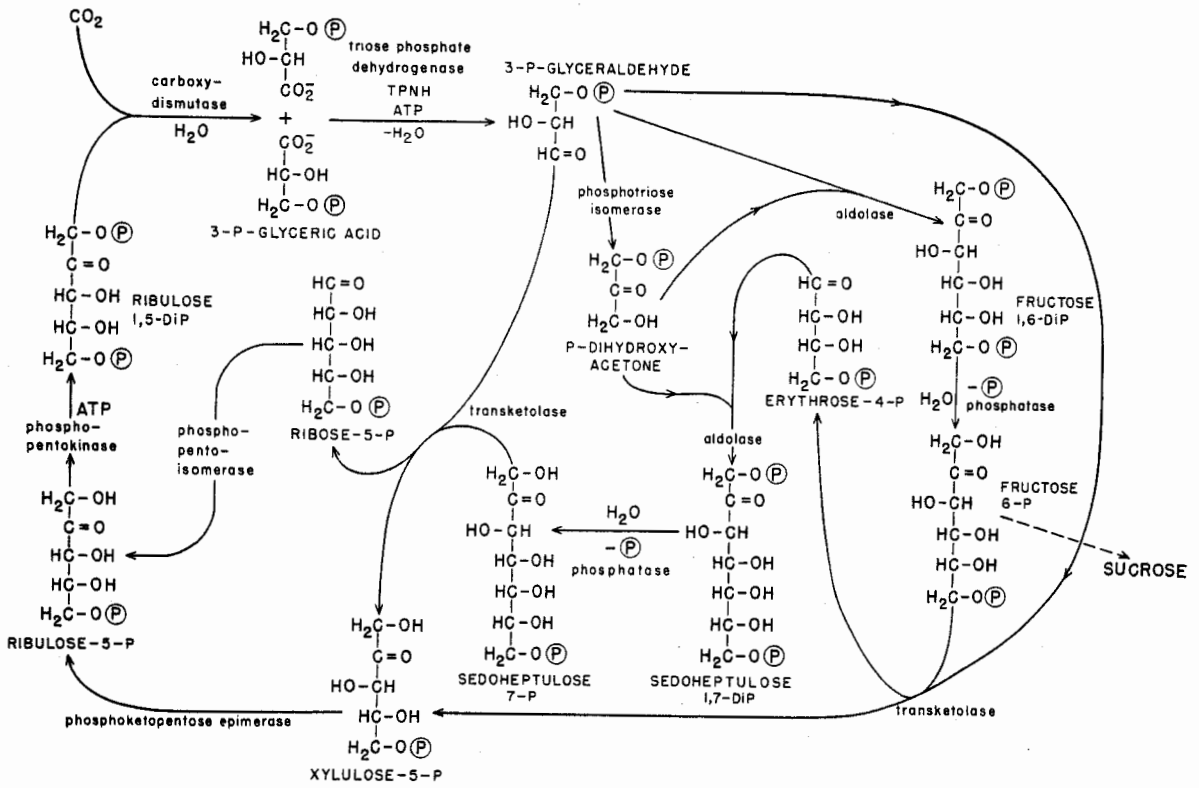 CO₂
carboxy-
dismutase
H₂O
H₂C-O Ⓟ
HO-CH
CO₂⁻
+
CO₂⁻
HC-OH
H₂C-O Ⓟ
3-P-GLYCERIC ACID
triose phosphate
dehydrogenase
TPNH
ATP
-H₂O
3-P-GLYCERALDEHYDE
H₂C-O Ⓟ
HO-CH
HC=O
phosphotriose
isomerase
aldolase
H₂C-O Ⓟ
C=O
H₂C-OH
P-DIHYDROXY-
ACETONE
HC=O
HC-OH
HC-OH
H₂C-O Ⓟ
ERYTHROSE-4-P
H₂C-O Ⓟ
C=O
HO-CH
HC-OH
HC-OH
H₂C-O Ⓟ
FRUCTOSE
1,6-DiP
H₂O
-Ⓟ
phosphatase
H₂C-OH
C=O
HO-CH
HC-OH
HC-OH
H₂C-O Ⓟ
FRUCTOSE
6-P
SUCROSE
transketolase
H₂C-O Ⓟ
C=O
HC-OH
HC-OH
H₂C-O Ⓟ
RIBULOSE
1,5-DiP
ATP
phospho-
pentokinase
H₂C-OH
C=O
HC-OH
HC-OH
H₂C-O Ⓟ
RIBULOSE-5-P
phospho-
pento-
isomerase
HC=O
HC-OH
HC-OH
HC-OH
H₂C-O Ⓟ
RIBOSE-5-P
transketolase
H₂C-OH
C=O
HO-CH
HC-OH
HC-OH
HC-OH
H₂C-O Ⓟ
SEDOHEPTULOSE
7-P
H₂O
-Ⓟ
phosphatase
aldolase
H₂C-O Ⓟ
C=O
HO-CH
HC-OH
HC-OH
HC-OH
H₂C-O Ⓟ
SEDOHEPTULOSE
1,7-DiP
H₂C-OH
C=O
HO-CH
HC-OH
H₂C-O Ⓟ
XYLULOSE-5-P
phosphoketopentose epimerase